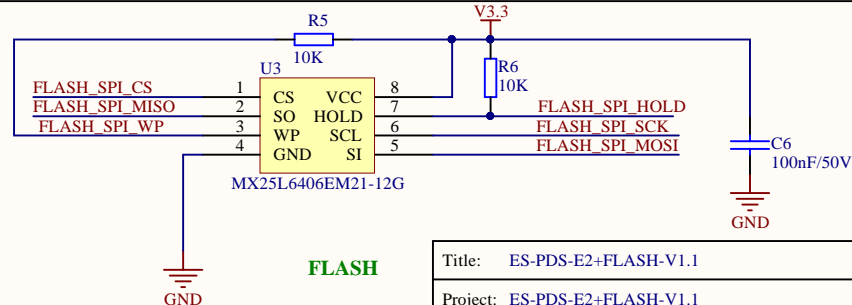 V3.3
R5
10K
R6
10K
U3
FLASH_SPI_CS 1 CS VCC 8
FLASH_SPI_MISO 2 SO HOLD 7 FLASH_SPI_HOLD
FLASH_SPI_WP 3 WP SCL 6 FLASH_SPI_SCK
4 GND SI 5 FLASH_SPI_MOSI
MX25L6406EM21-12G
C6
100nF/50V
GND
GND
FLASH
Title: ES-PDS-E2+FLASH-V1.1
Project: ES-PDS-E2+FLASH-V1.1